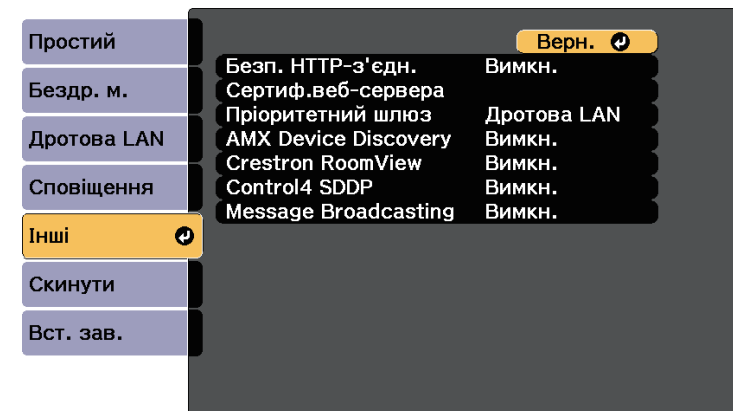 Простий
Бездр. м.
Дротова LAN
Сповіщення
Інші
Скинути
Вст. зав.
Верн.
Безп. HTTP-з'єдн. Вимкн.
Сертиф.веб-сервера
Пріоритетний шлюз Дротова LAN
AMX Device Discovery Вимкн.
Crestron RoomView Вимкн.
Control4 SDDP Вимкн.
Message Broadcasting Вимкн.